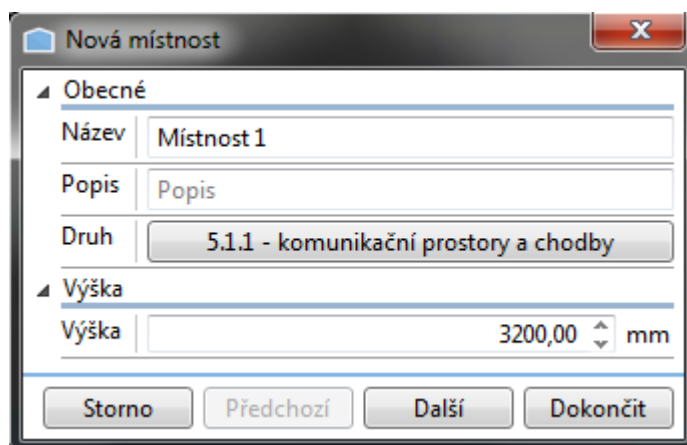 Nová místnost
Obecné
Název Místnost 1
Popis Popis
Druh 5.1.1 - komunikační prostory a chodby
Výška
Výška 3200,00 mm
Storno Předchozí Další Dokončit